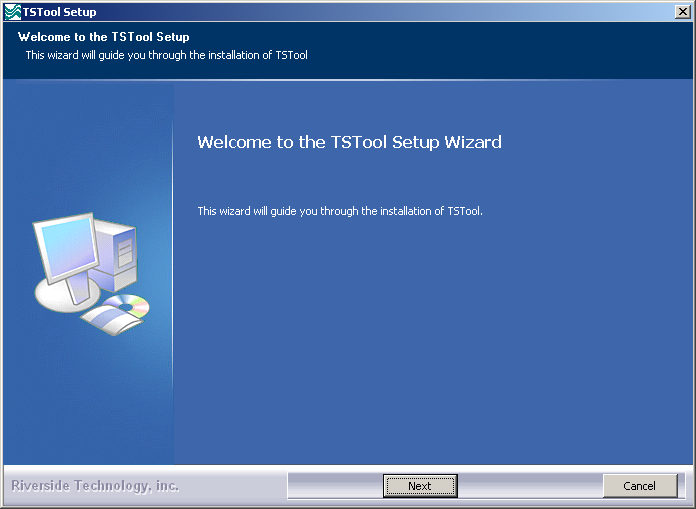 TSTool Setup
Welcome to the TSTool Setup
This wizard will guide you through the installation of TSTool
Welcome to the TSTool Setup Wizard
This wizard will guide you through the installation of TSTool.
Riverside Technology, inc.
Next
Cancel